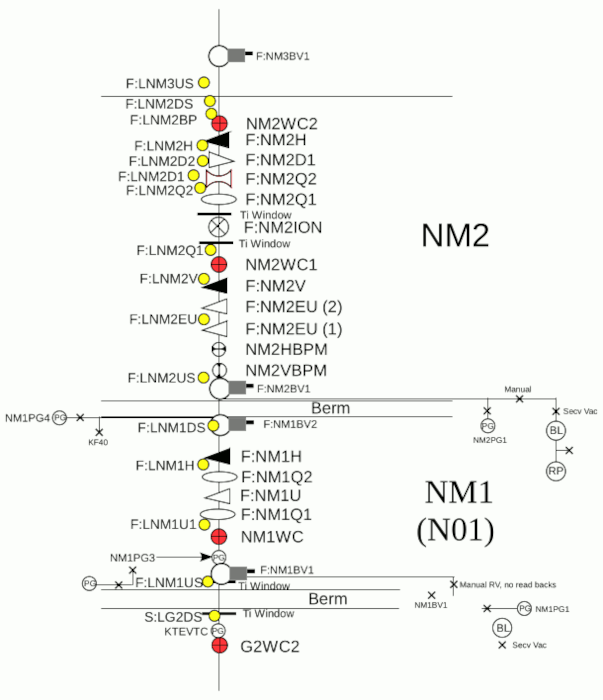 F:NM3BV1
F:LNM3US
F:LNM2DS
F:LNM2BP
NM2WC2
F:NM2H
F:LNM2H
F:LNM2D2
F:NM2D1
F:LNM2D1
F:NM2Q2
F:LNM2Q2
F:NM2Q1
Ti Window
F:NM2ION
NM2
Ti Window
F:LNM2Q1
NM2WC1
F:LNM2V
F:NM2V
F:NM2EU (2)
F:LNM2EU
F:NM2EU (1)
NM2HBPM
NM2VBPM
F:LNM2US
F:NM2BV1
Manual
Berm
Secv Vac
NM1PG4
PG
KF40
F:LNM1DS
F:NM1BV2
PG
NM2PG1
BL
F:NM1H
F:LNM1H
RP
F:NM1Q2
F:NM1U
NM1
(N01)
F:NM1Q1
F:LNM1U1
NM1WC
NM1PG3
PG
F:NM1BV1
PG
F:LNM1US
Ti Window
Manual RV, no read backs
Berm
NM1BV1
PG
NM1PG1
S:LG2DS
Ti Window
KTEVTC
PG
BL
G2WC2
Secv Vac